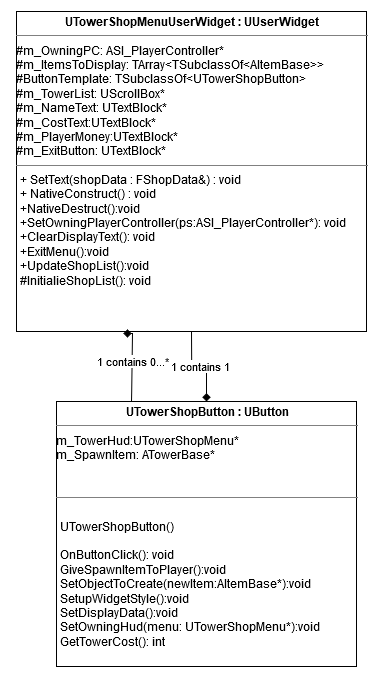 UTowerShopMenuUserWidget : UUserWidget
#m_OwningPC: ASI_PlayerController*
#m_ItemsToDisplay: TArray<TSubclassOf<AItemBase>>
#ButtonTemplate: TSubclassOf<UTowerShopButton>
#m_TowerList: UScrollBox*
#m_NameText: UTextBlock*
#m_CostText:UTextBlock*
#m_PlayerMoney:UTextBlock*
#m_ExitButton: UTextBlock*
+ SetText(shopData : FShopData&) : void
+ NativeConstruct() : void
+NativeDestruct():void
+SetOwningPlayerController(ps:ASI_PlayerController*): void
+ClearDisplayText(): void
+ExitMenu():void
+UpdateShopList():void
#InitialieShopList(): void
1 contains 0...*
1 contains 1
UTowerShopButton : UButton
m_TowerHud:UTowerShopMenu*
m_SpawnItem: ATowerBase*
UTowerShopButton()
OnButtonClick(): void
GiveSpawnItemToPlayer():void
SetObjectToCreate(newItem:AItemBase*):void
SetupWidgetStyle():void
SetDisplayData():void
SetOwningHud(menu: UTowerShopMenu*):void
GetTowerCost(): int